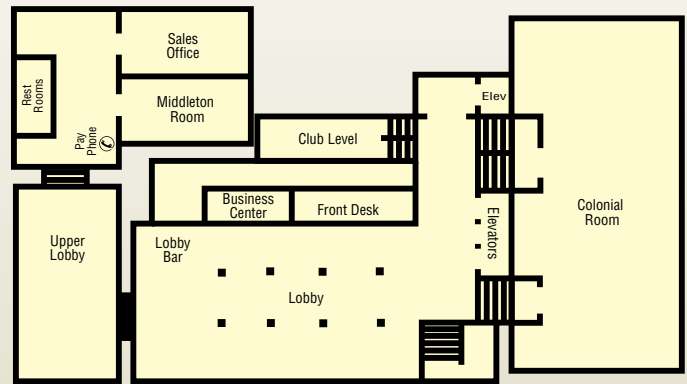 Sales
Office
Rest
Rooms
Elev
Middleton
Room
Pay
Phone
Club Level
Business
Center
Front Desk
Colonial
Room
Elevators
Upper
Lobby
Lobby
Bar
Lobby